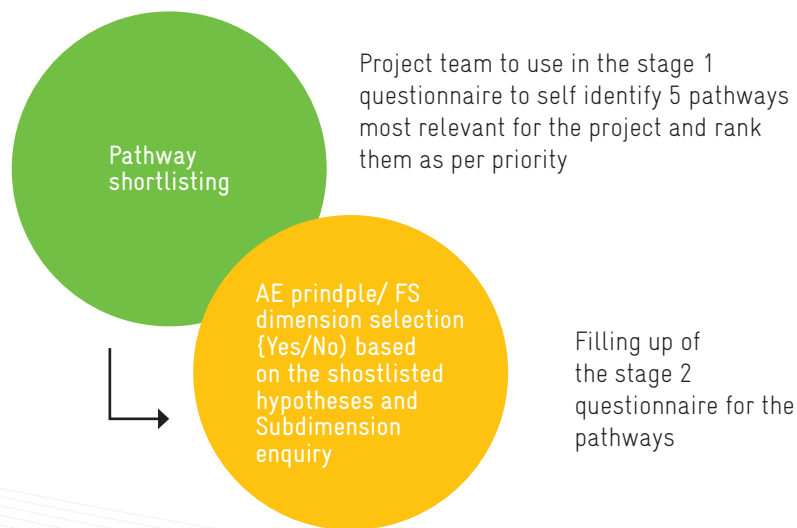 Pathway
shortlisting
Project team to use in the stage 1
questionnaire to self identify 5 pathways
most relevant for the project and rank
them as per priority
AE prindple/ FS
dimension selection
{Yes/No) based
on the shostlisted
hypotheses and
Subdimension
enquiry
Filling up of
the stage 2
questionnaire for the
pathways